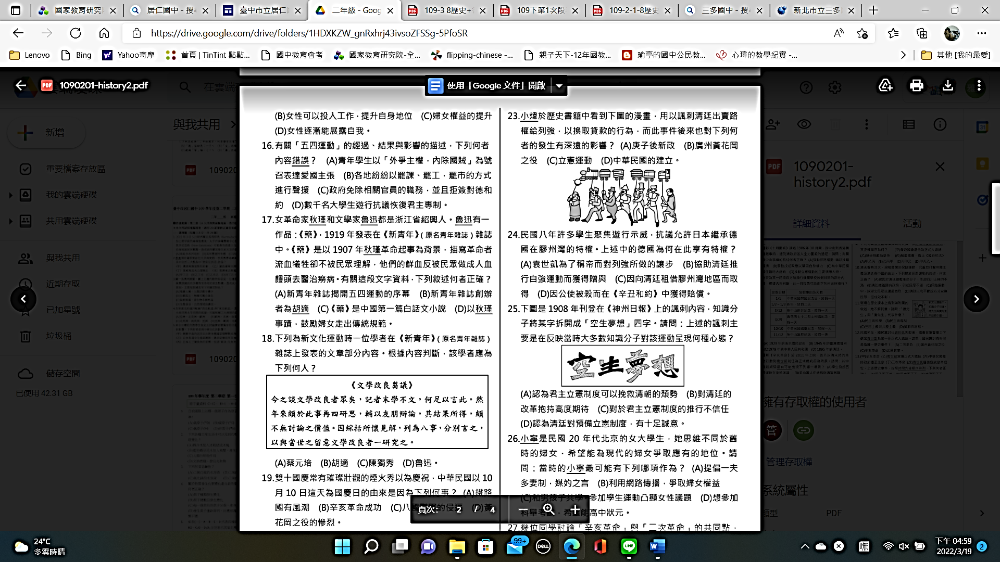 國家教育研究
居仁國中 - 搜
臺中市立居仁
二年級 - Goog
109-3 8歷史+
109下第1次段
109-2-1-8歷史
三多國中 - 搜
新北市立三多
https://drive.google.com/drive/folders/1HDXKZW_gnRxhrj43ivsoZFSSg-5PfoSR
Lenovo
Bing
Yahoo奇摩
首頁 | TinTint 點點...
國中教育會考
國家教育研究院-全...
flipping-chinese -...
親子天下-12年國教...
瑜亭的國中公民教...
心瑋的教學紀實 -...
其他 [我的最愛]
1090201-history2.pdf
使用「Google 文件」開啟
新增
與我共用
重要檔案存放區
我的雲端硬碟
共用雲端硬碟
與我共用
近期存取
已加星號
垃圾桶
儲存空間
已使用 42.31 GB
(B)女性可以投入工作，提升自身地位 (C)婦女權益的提升
(D)女性逐漸能展露自我。
16.有關「五四運動」的經過、結果與影響的描述，下列何者
內容錯誤？ (A)青年學生以「外爭主權，內除國賊」為號
召表達愛國主張 (B)各地紛紛以罷課、罷工，罷市的方式
進行聲援 (C)政府免除相關官員的職務，並且拒簽對德和
約 (D)數千名大學生遊行抗議恢復君主專制。
17.女革命家秋瑾和文學家魯迅都是浙江省紹興人。魯迅有一
作品：《藥》，1919 年發表在《新青年》(原名青年雜誌)雜誌
中。《藥》是以 1907 年秋瑾革命起事為背景，描寫革命者
流血犧牲卻不被民眾理解，他們的鮮血反被民眾做成人血
饅頭去醫治癆病。有關這段文字資料，下列敘述何者正確？
(A)新青年雜誌揭開五四運動的序幕 (B)新青年雜誌創辦
者為胡適 (C)《藥》是中國第一篇白話文小說 (D)以秋瑾
事蹟，鼓勵婦女走出傳統規範。
18.下列為新文化運動時一位學者在《新青年》(原名青年雜誌)
雜誌上發表的文章部分內容。根據內容判斷，該學者應為
下列何人？
《文學改良芻議》
今之談文學改良者眾矣，記者末學不文，何足以言此。然
年來頗於此事再四研思，輔以友朋辯論，其結果所得，頗
不無討論之價值。因綜括所懷見解，列為八事，分別言之，
以與當世之留意文學改良者一研究之。
(A)蔡元培 (B)胡適 (C)陳獨秀 (D)魯迅。
19.雙十國慶常有璀璨壯觀的煙火秀以為慶祝，中華民國以 10
月 10 日這天為國慶日的由來是因為下列何事？ (A)鐵路
國有風潮 (B)辛亥革命成功 (C)八國聯軍的侵逼 (D)黃
花岡之役的慘烈。
23.小煒於歷史書籍中看到下圖的漫畫，用以諷刺清廷出賣路
權給列強，以換取貸款的行為，而此事件後來也對下列何
者的發生有深遠的影響？ (A)庚子後新政 (B)廣州黃花岡
之役 (C)立憲運動 (D)中華民國的建立。
24.民國八年許多學生聚集遊行示威，抗議允許日本繼承德
國在膠州灣的特權。上述中的德國為何在此享有特權？
(A)袁世凱為了稱帝而對列強所做的讓步 (B)協助清廷推
行自強運動而獲得贈與 (C)因向清廷租借膠州灣地區而取
得 (D)因公使被殺而在《辛丑和約》中獲得賠償。
25.下圖是 1908 年刊登在《神州日報》上的諷刺內容，知識分
子將某字拆開成「空生夢想」四字。請問：上述的諷刺主
要是在反映當時大多數知識分子對該運動呈現何種心態？
空生夢想
(A)認為君主立憲制度可以挽救清朝的頹勢 (B)對清廷的
改革抱持高度期待 (C)對於君主立憲制度的推行不信任
(D)認為清廷對預備立憲制度，有十足誠意。
26.小寧是民國 20 年代北京的女大學生，她思維不同於舊
時的婦女，希望能為現代的婦女爭取應有的地位。請
問：當時的小寧最可能有下列哪項作為？ (A)提倡一夫
多妻制，媒妁之言 (B)利用網路傳播，爭取婦女權益
(C)和男孩子共學，參加學生運動凸顯女性議題 (D)想參加
科舉考試，希望能高中狀元。
27.幾位同學討論「辛亥革命」與「二次革命」的共同點，
頁次： 2 / 4
1090201-
history2.pdf
詳細資料
活動
擁有存取權的使用者
管
管理存取權
系統屬性
類型
PDF
24°C
多雲時晴
99+
下午 04:59
2022/3/19
2